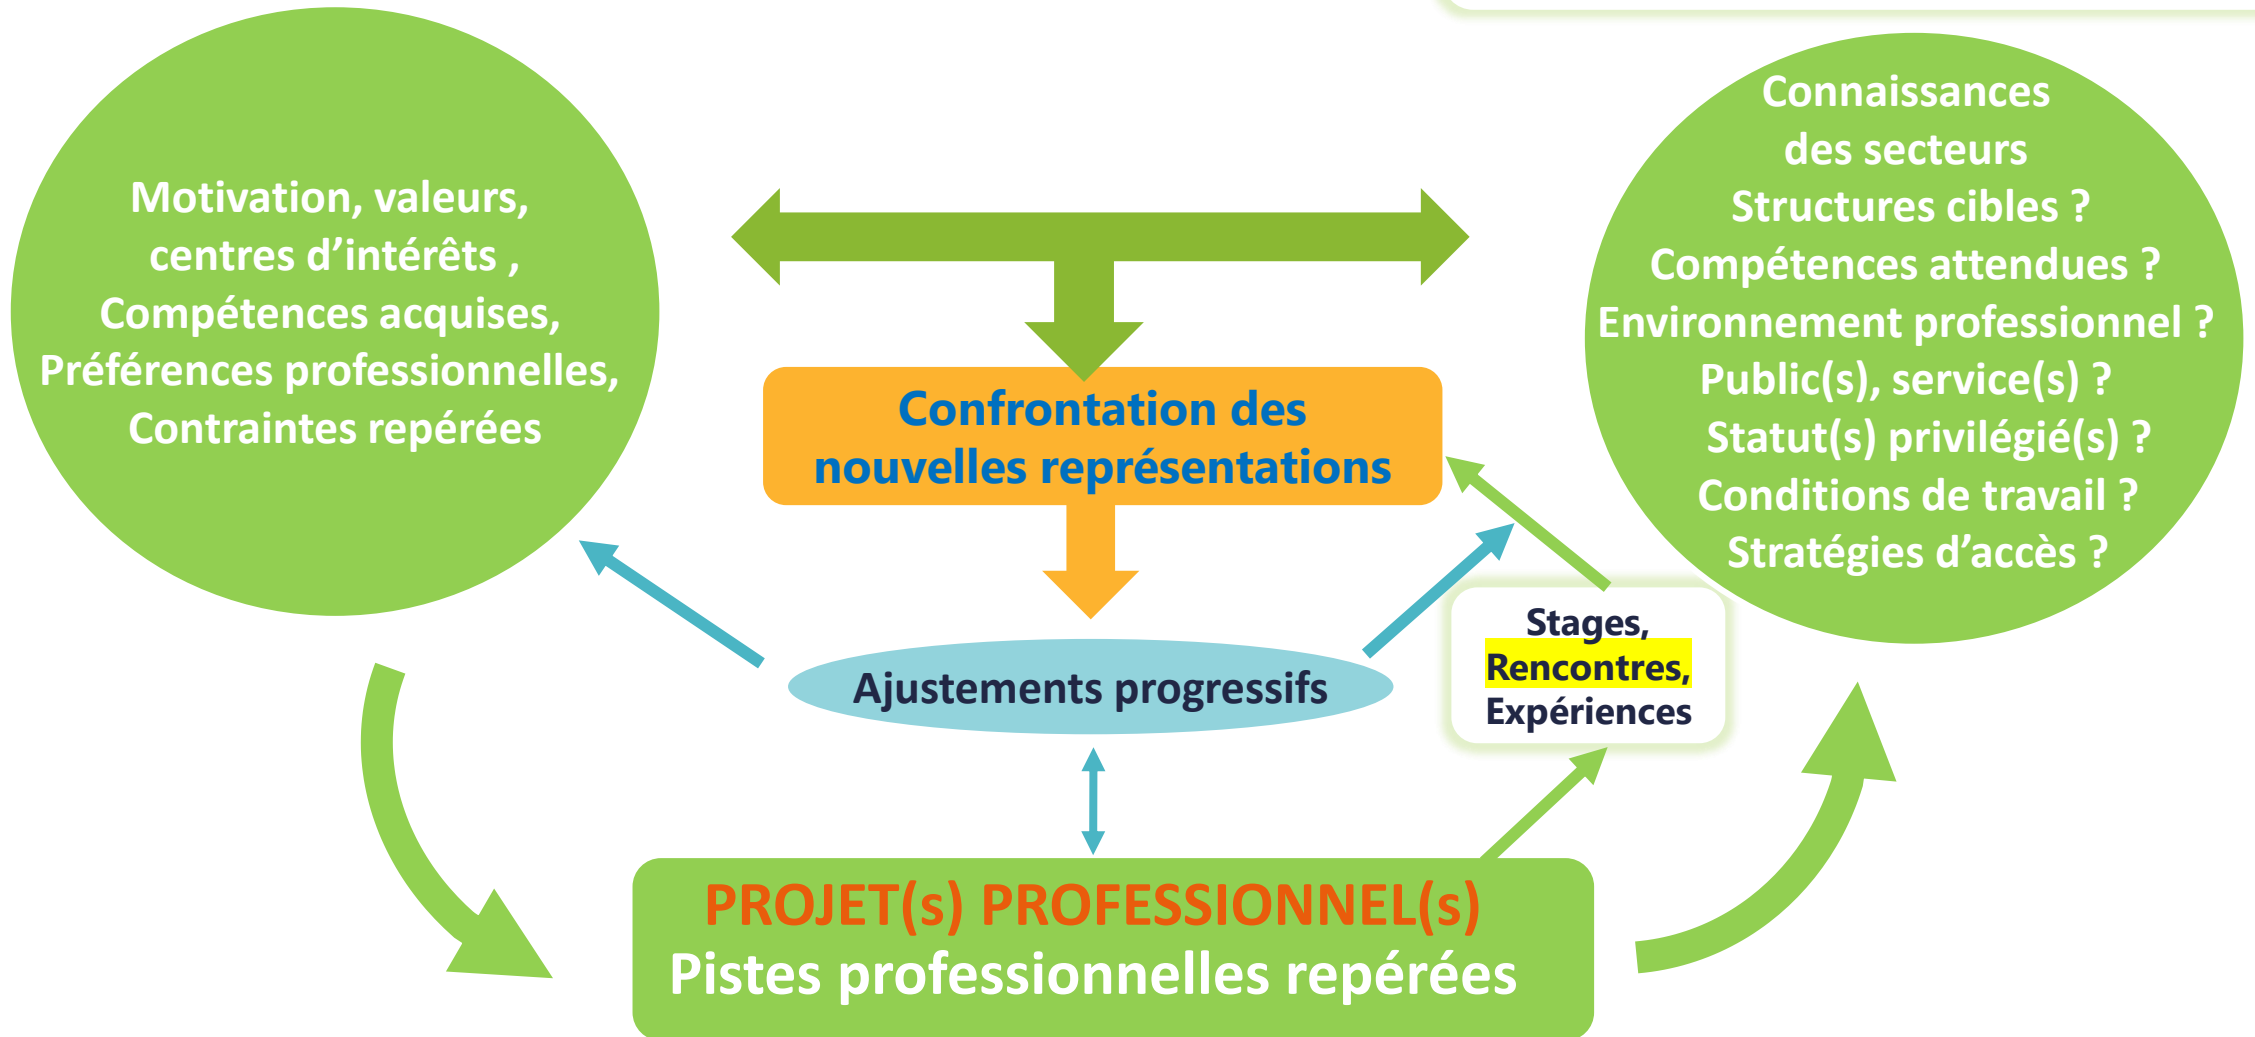 Motivation, valeurs,
centres d’intérêts ,
Compétences acquises,
Préférences professionnelles,
Contraintes repérées
Connaissances
des secteurs
Structures cibles ?
Compétences attendues ?
Environnement professionnel ?
Public(s), service(s) ?
Statut(s) privilégié(s) ?
Conditions de travail ?
Stratégies d’accès ?
Confrontation des
nouvelles représentations
Ajustements progressifs
Stages,
Rencontres,
Expériences
PROJET(s) PROFESSIONNEL(s)
Pistes professionnelles repérées